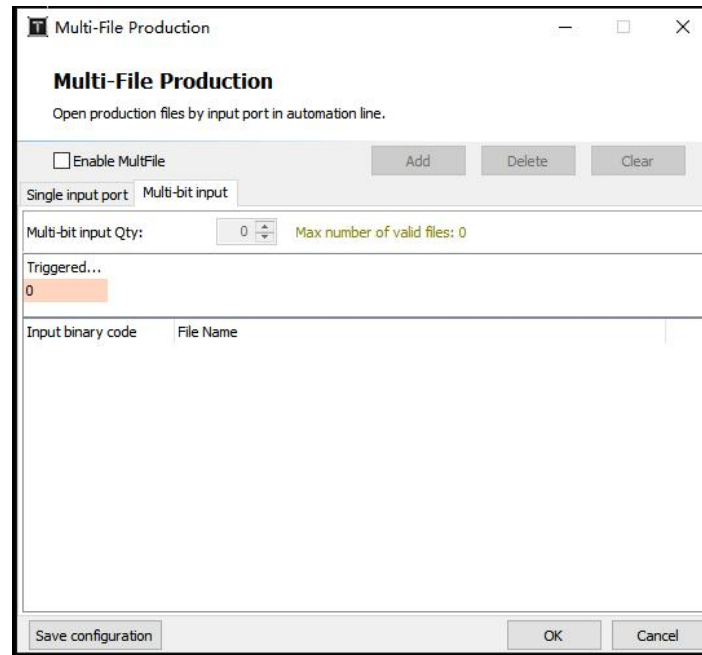 Multi-File Production
Multi-File Production
Open production files by input port in automation line.
Enable MultFile Add Delete Clear
Single input port Multi-bit input
Multi-bit input Qty: 0 Max number of valid files: 0
Triggered...
0
Input binary code File Name
Save configuration OK Cancel